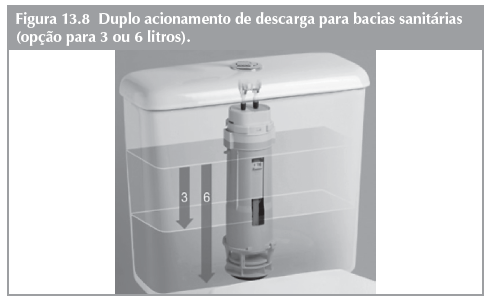 Figura 13.8 Duplo acionamento de descarga para bacias sanitárias
(opção para 3 ou 6 litros).
3 6